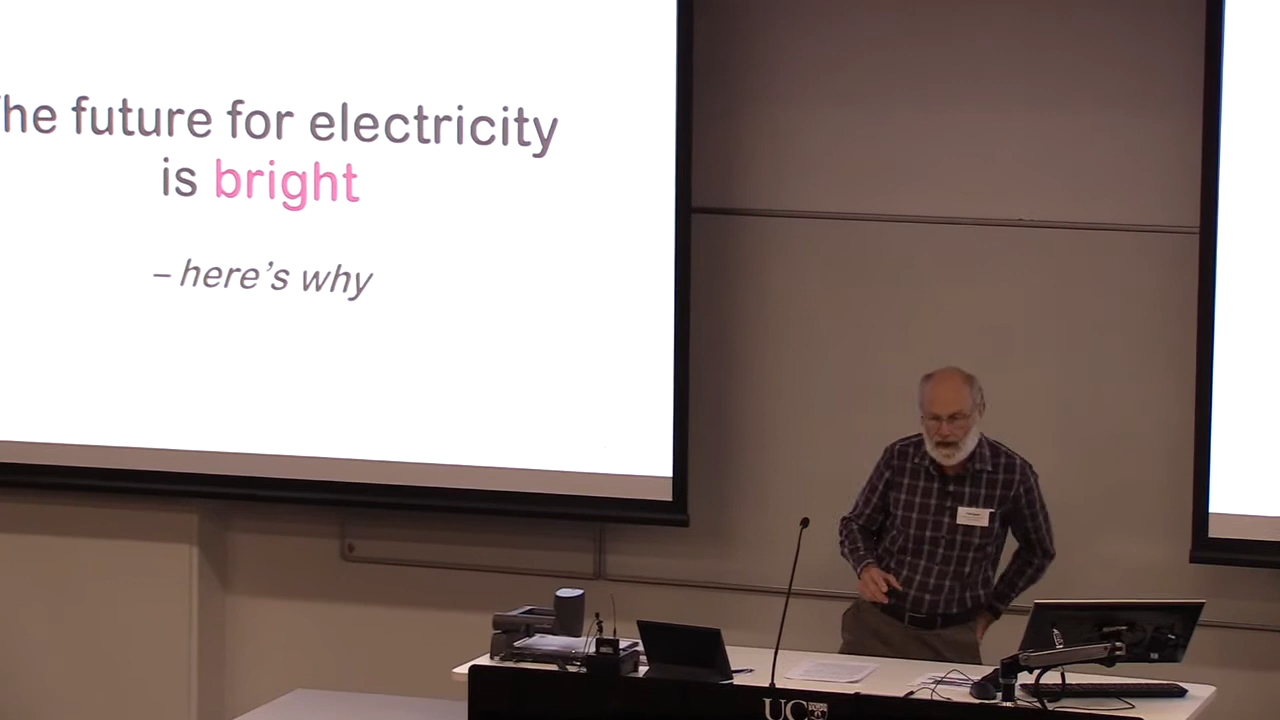 he future for electricity
is bright
– here's why
UC